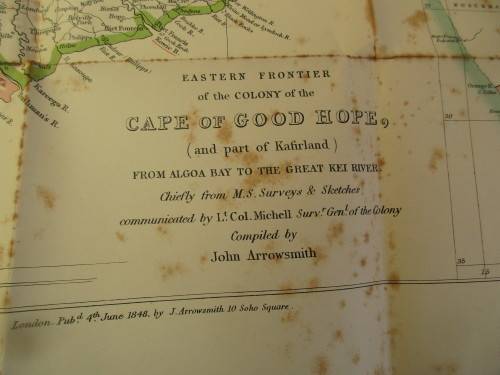 EASTERN FRONTIER
of the COLONY of the
CAPE OF GOOD HOPE,
(and part of Kafirland)
FROM ALGOA BAY TO THE GREAT KEI RIVER.
Chiefly from M.S. Surveys & Sketches
communicated by Lt. Col. Michell Survr. Genl. of the Colony
Compiled by
John Arrowsmith
London. Pubd. 4th. June 1848, by J. Arrowsmith 10 Soho Square.